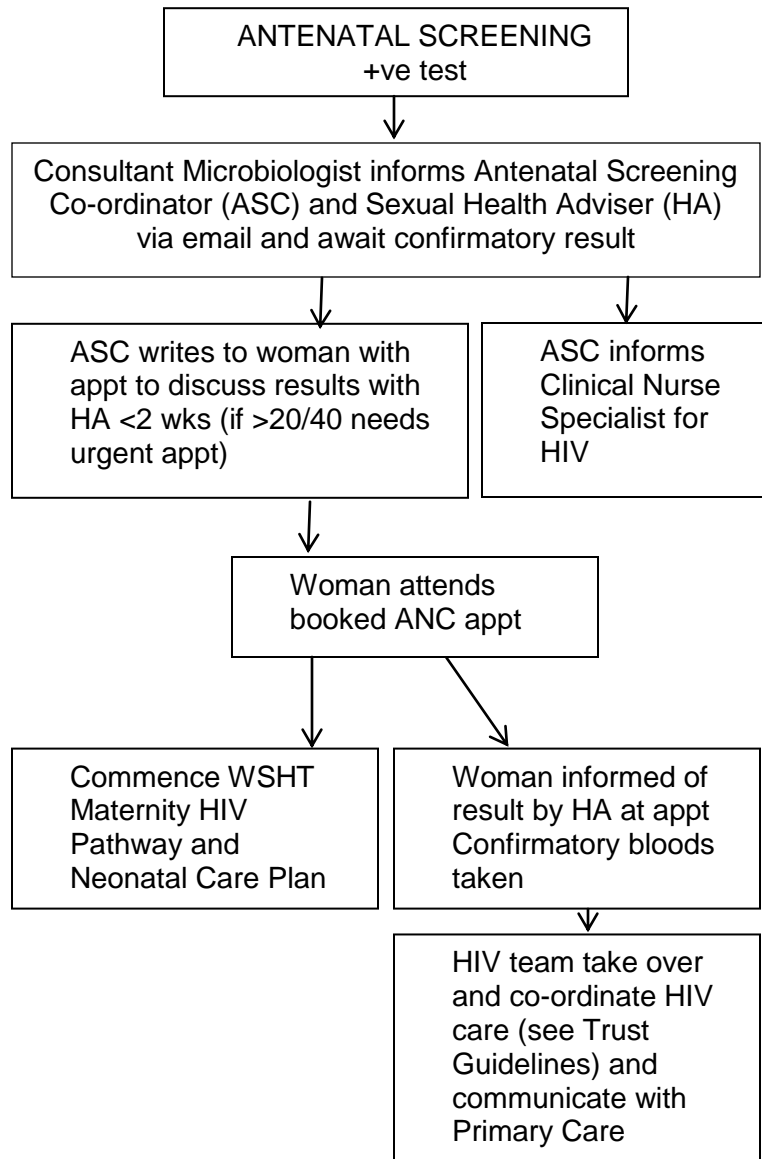 ANTENATAL SCREENING
+ve test
Consultant Microbiologist informs Antenatal Screening
Co-ordinator (ASC) and Sexual Health Adviser (HA)
via email and await confirmatory result
ASC writes to woman with
appt to discuss results with
HA <2 wks (if >20/40 needs
urgent appt)
ASC informs
Clinical Nurse
Specialist for
HIV
Woman attends
booked ANC appt
Commence WSHT
Maternity HIV
Pathway and
Neonatal Care Plan
Woman informed of
result by HA at appt
Confirmatory bloods
taken
HIV team take over
and co-ordinate HIV
care (see Trust
Guidelines) and
communicate with
Primary Care